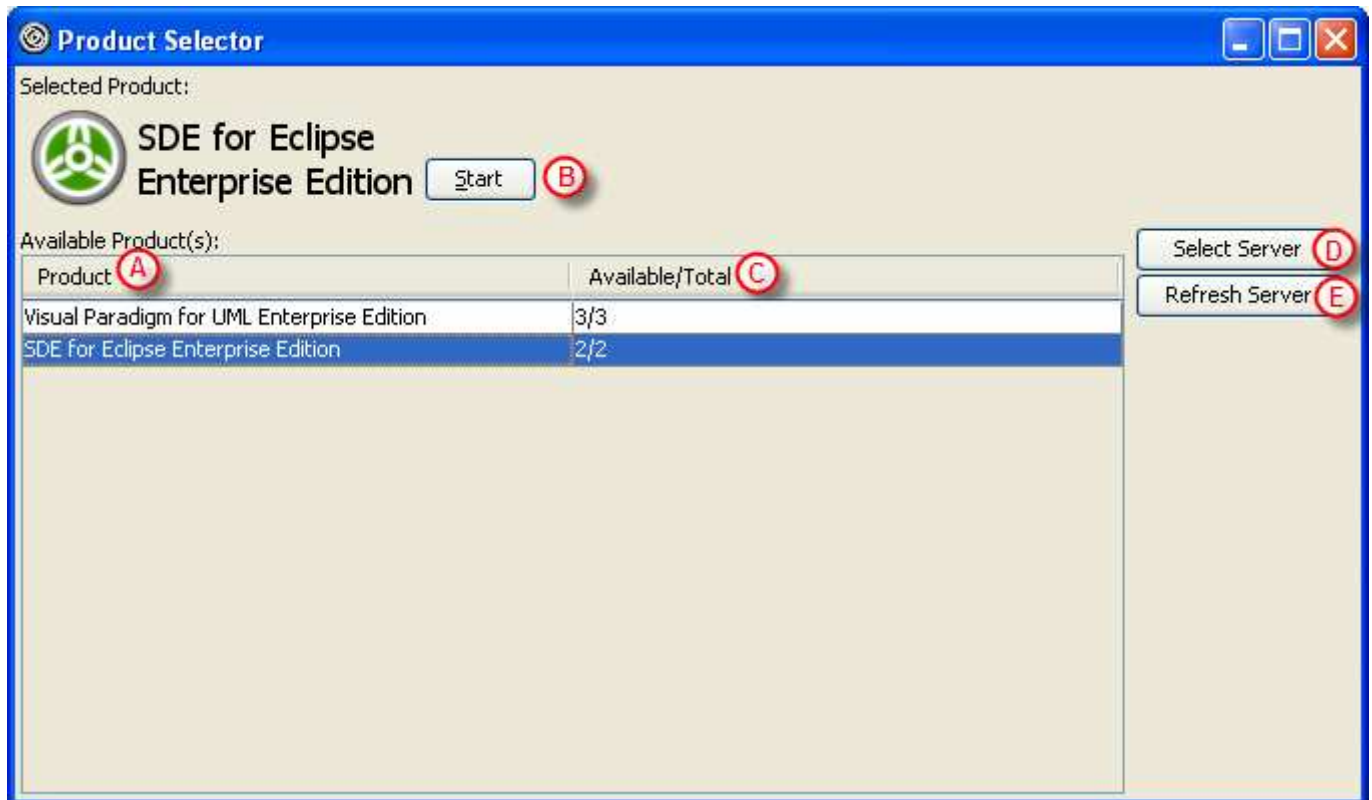 Product Selector
Selected Product:
SDE for Eclipse
Enterprise Edition Start B
Available Product(s):
Product A Available/Total C
Visual Paradigm for UML Enterprise Edition 3/3
SDE for Eclipse Enterprise Edition 2/2
Select Server D
Refresh Server E